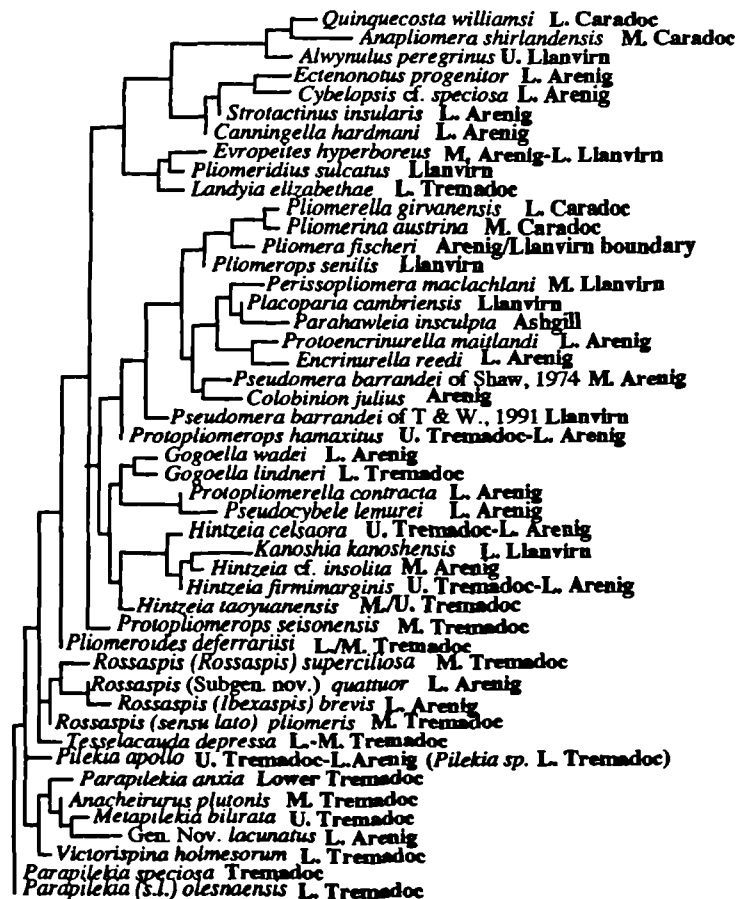 Quinquecosta williamsi L. Caradoc
Anapliomera shirlandensis M. Caradoc
Alwynulus peregrinus U. Llanvirn
Ectenonotus progenitor L. Arenig
Cybelopsis cf. speciosa L. Arenig
Strotactinus insularis L. Arenig
Canningella hardmani L. Arenig
Evropeites hyperboreus M, Arenig-L. Llanvirn
Pliomeridius sulcatus Llanvirn
Landyia elizabethae L. Tremadoc
Pliomerella girvanensis L. Caradoc
Pliomerina austrina M. Caradoc
Pliomera fischeri Arenig/Llanvirn boundary
Pliomerops senilis Llanvirn
Perissopliomera maclachlani M. Llanvirn
Placoparia cambriensis Llanvirn
Parahawleia insculpta Ashgill
Protoencrinurella maitlandi L. Arenig
Encrinurella reedi L. Arenig
Pseudomera barrandei of Shaw, 1974 M. Arenig
Colobinion julius Arenig
Pseudomera barrandei of T & W., 1991 Llanvirn
Protopliomerops hamaxitus U. Tremadoc-L. Arenig
Gogoella wadei L. Arenig
Gogoella lindneri L. Tremadoc
Protopliomerella contracta L. Arenig
Pseudocybele lemurei L. Arenig
Hintzeia celsaora U. Tremadoc-L. Arenig
Kanoshia kanoshensis L. Llanvirn
Hintzeia cf. insolita M. Arenig
Hintzeia firmimarginis U. Tremadoc-L. Arenig
Hintzeia taoyuanensis M./U. Tremadoc
Protopliomerops seisonensis M. Tremadoc
Pliomeroides deferrariisi L./M. Tremadoc
Rossaspis (Rossaspis) superciliosa M. Tremadoc
Rossaspis (Subgen. nov.) quattuor L. Arenig
Rossaspis (Ibexaspis) brevis L. Arenig
Rossaspis (sensu lato) pliomeris M. Tremadoc
Tesselacauda depressa L.-M. Tremadoc
Pilekia apollo U. Tremadoc-L.Arenig (Pilekia sp. L. Tremadoc)
Parapilekia anxia Lower Tremadoc
Anacheirurus plutonis M. Tremadoc
Metapilekia bilirata U. Tremadoc
Gen. Nov. lacunatus L. Arenig
Victorispina holmesorum L. Tremadoc
Parapilekia speciosa Tremadoc
Parapilekia (s.l.) olesnaensis L. Tremadoc